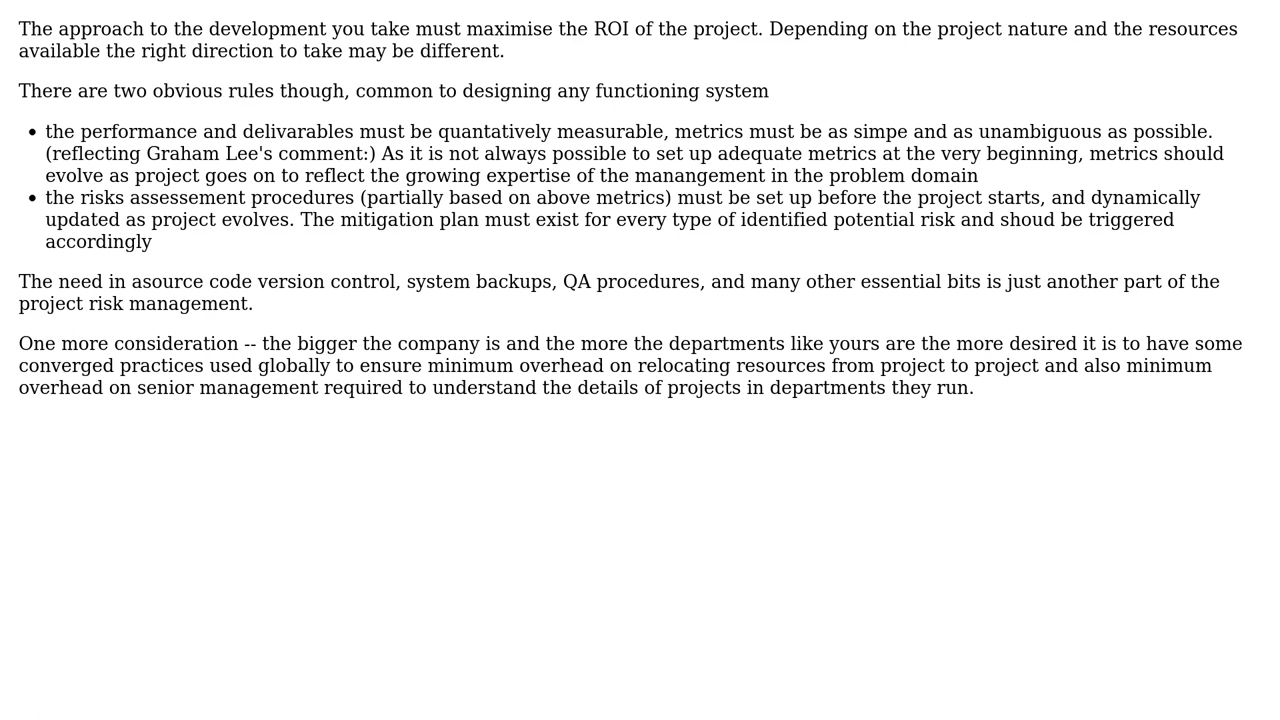 The approach to the development you take must maximise the ROI of the project. Depending on the project nature and the resources
available the right direction to take may be different.
There are two obvious rules though, common to designing any functioning system
• the performance and delivarables must be quantatively measurable, metrics must be as simpe and as unambiguous as possible.
(reflecting Graham Lee's comment:) As it is not always possible to set up adequate metrics at the very beginning, metrics should
evolve as project goes on to reflect the growing expertise of the manangement in the problem domain
• the risks assessement procedures (partially based on above metrics) must be set up before the project starts, and dynamically
updated as project evolves. The mitigation plan must exist for every type of identified potential risk and shoud be triggered
accordingly
The need in asource code version control, system backups, QA procedures, and many other essential bits is just another part of the
project risk management.
One more consideration -- the bigger the company is and the more the departments like yours are the more desired it is to have some
converged practices used globally to ensure minimum overhead on relocating resources from project to project and also minimum
overhead on senior management required to understand the details of projects in departments they run.